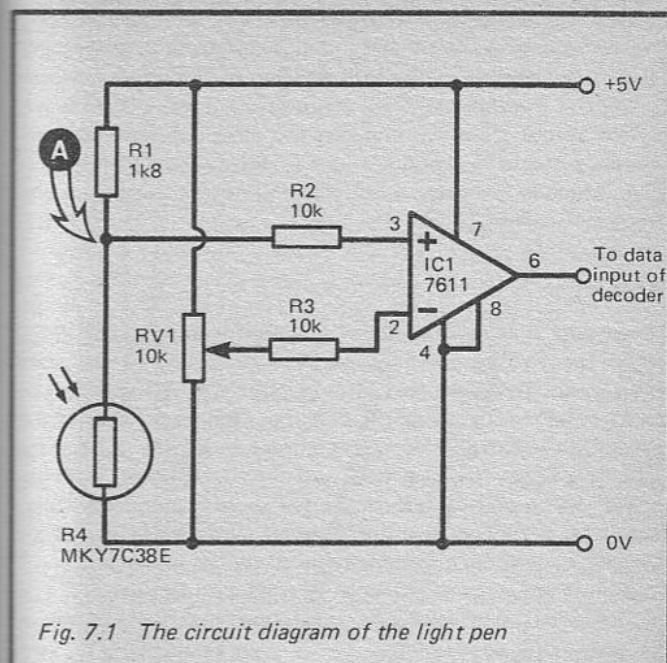 +5V
A
R1
1k8
R2
10k
3
7
+
IC1
7611
6
To data
input of
decoder
8
R3
10k
−
2
4
RV1
10k
R4
MKY7C38E
0V
Fig. 7.1 The circuit diagram of the light pen